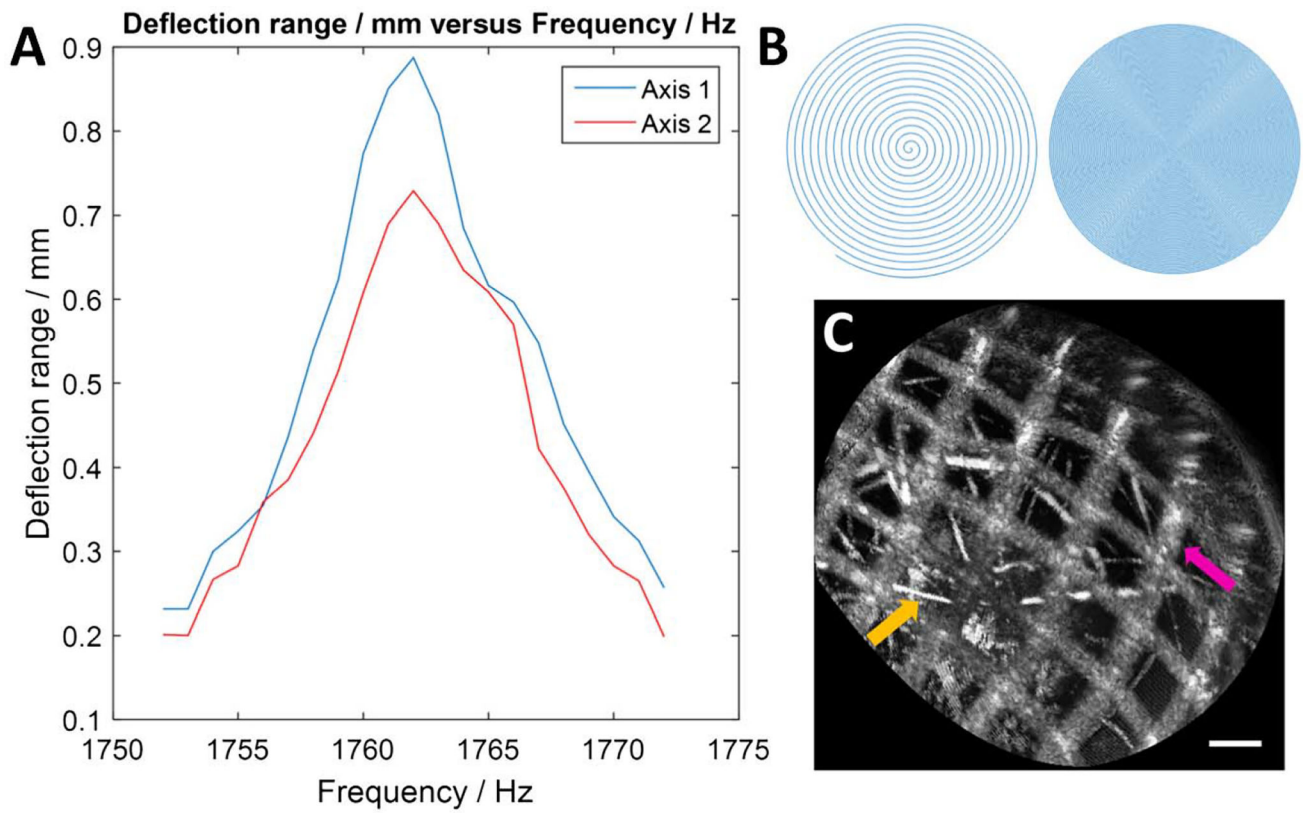 A
Deflection range / mm versus Frequency / Hz
Axis 1
Axis 2
0.9
0.8
0.7
0.6
0.5
0.4
0.3
0.2
0.1
Deflection range / mm
1750
1755
1760
1765
1770
1775
Frequency / Hz
B
C